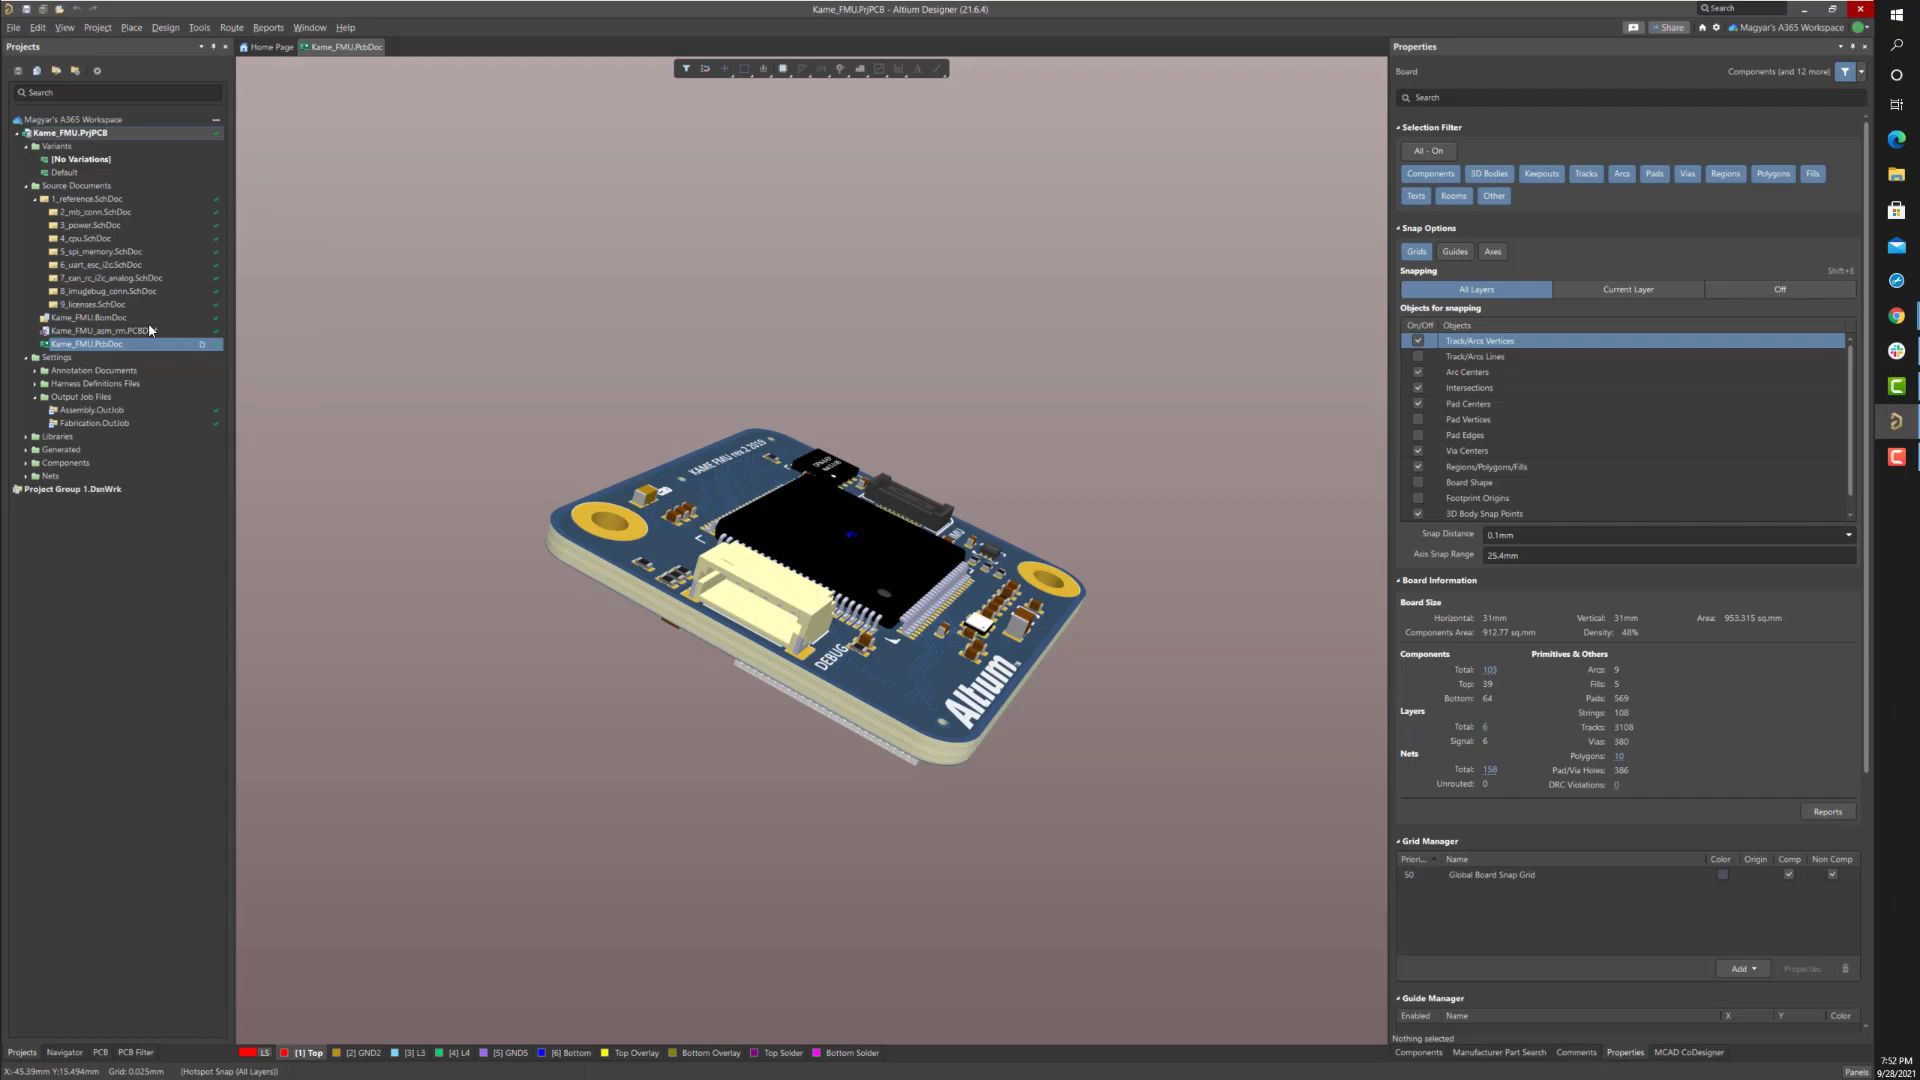 Kame_FMU.PrjPCB - Altium Designer (21.6.4)
Search
File Edit View Project Place Design Tools Route Reports Window Help
Share
Magyar's A365 Workspace
Projects
Home Page
Kame_FMU.PcbDoc
Search
Magyar's A365 Workspace
Kame_FMU.PrjPCB
Variants
[No Variations]
Default
Source Documents
1_reference.SchDoc
2_mb_conn.SchDoc
3_power.SchDoc
4_cpu.SchDoc
5_spi_memory.SchDoc
6_uart_esc_i2c.SchDoc
7_can_rc_i2c_analog.SchDoc
8_imudebug_conn.SchDoc
9_licenses.SchDoc
Kame_FMU.BomDoc
Kame_FMU_asm_rm.PCBD
Kame_FMU.PcbDoc
Settings
Annotation Documents
Harness Definitions Files
Output Job Files
Assembly.OutJob
Fabrication.OutJob
Libraries
Generated
Components
Nets
Project Group 1.DsnWrk
KAME FMU rev.2 2019
IMU
DEBUG
Altium
Properties
Board
Components (and 12 more)
Search
Selection Filter
All - On
Components 3D Bodies Keepouts Tracks Arcs Pads Vias Regions Polygons Fills
Texts Rooms Other
Snap Options
Grids Guides Axes
Snapping Shift+E
All Layers Current Layer Off
Objects for snapping
On/Off Objects
Track/Arcs Vertices
Track/Arcs Lines
Arc Centers
Intersections
Pad Centers
Pad Vertices
Pad Edges
Via Centers
Regions/Polygons/Fills
Board Shape
Footprint Origins
3D Body Snap Points
Snap Distance 0.1mm
Axis Snap Range 25.4mm
Board Information
Board Size
Horizontal: 31mm Vertical: 31mm Area: 953.315 sq.mm
Components Area: 912.77 sq.mm Density: 48%
Components Primitives & Others
Total: 103 Arcs: 9
Top: 39 Fills: 5
Bottom: 64 Pads: 569
Layers Strings: 108
Total: 6 Tracks: 3108
Signal: 6 Vias: 380
Nets Polygons: 10
Total: 158 Pad/Via Holes: 386
Unrouted: 0 DRC Violations: 0
Reports
Grid Manager
Priori... Name Color Origin Comp Non Comp
50 Global Board Snap Grid
Add Properties
Guide Manager
Enabled Name X Y Color
Nothing selected
Projects Navigator PCB PCB Filter
LS [1] Top [2] GND2 [3] L3 [4] L4 [5] GND5 [6] Bottom Top Overlay Bottom Overlay Top Solder Bottom Solder
Components Manufacturer Part Search Comments Properties MCAD CoDesigner
X:-45.39mm Y:15.494mm Grid: 0.025mm (Hotspot Snap (All Layers))
Panels
7:52 PM
9/28/2021